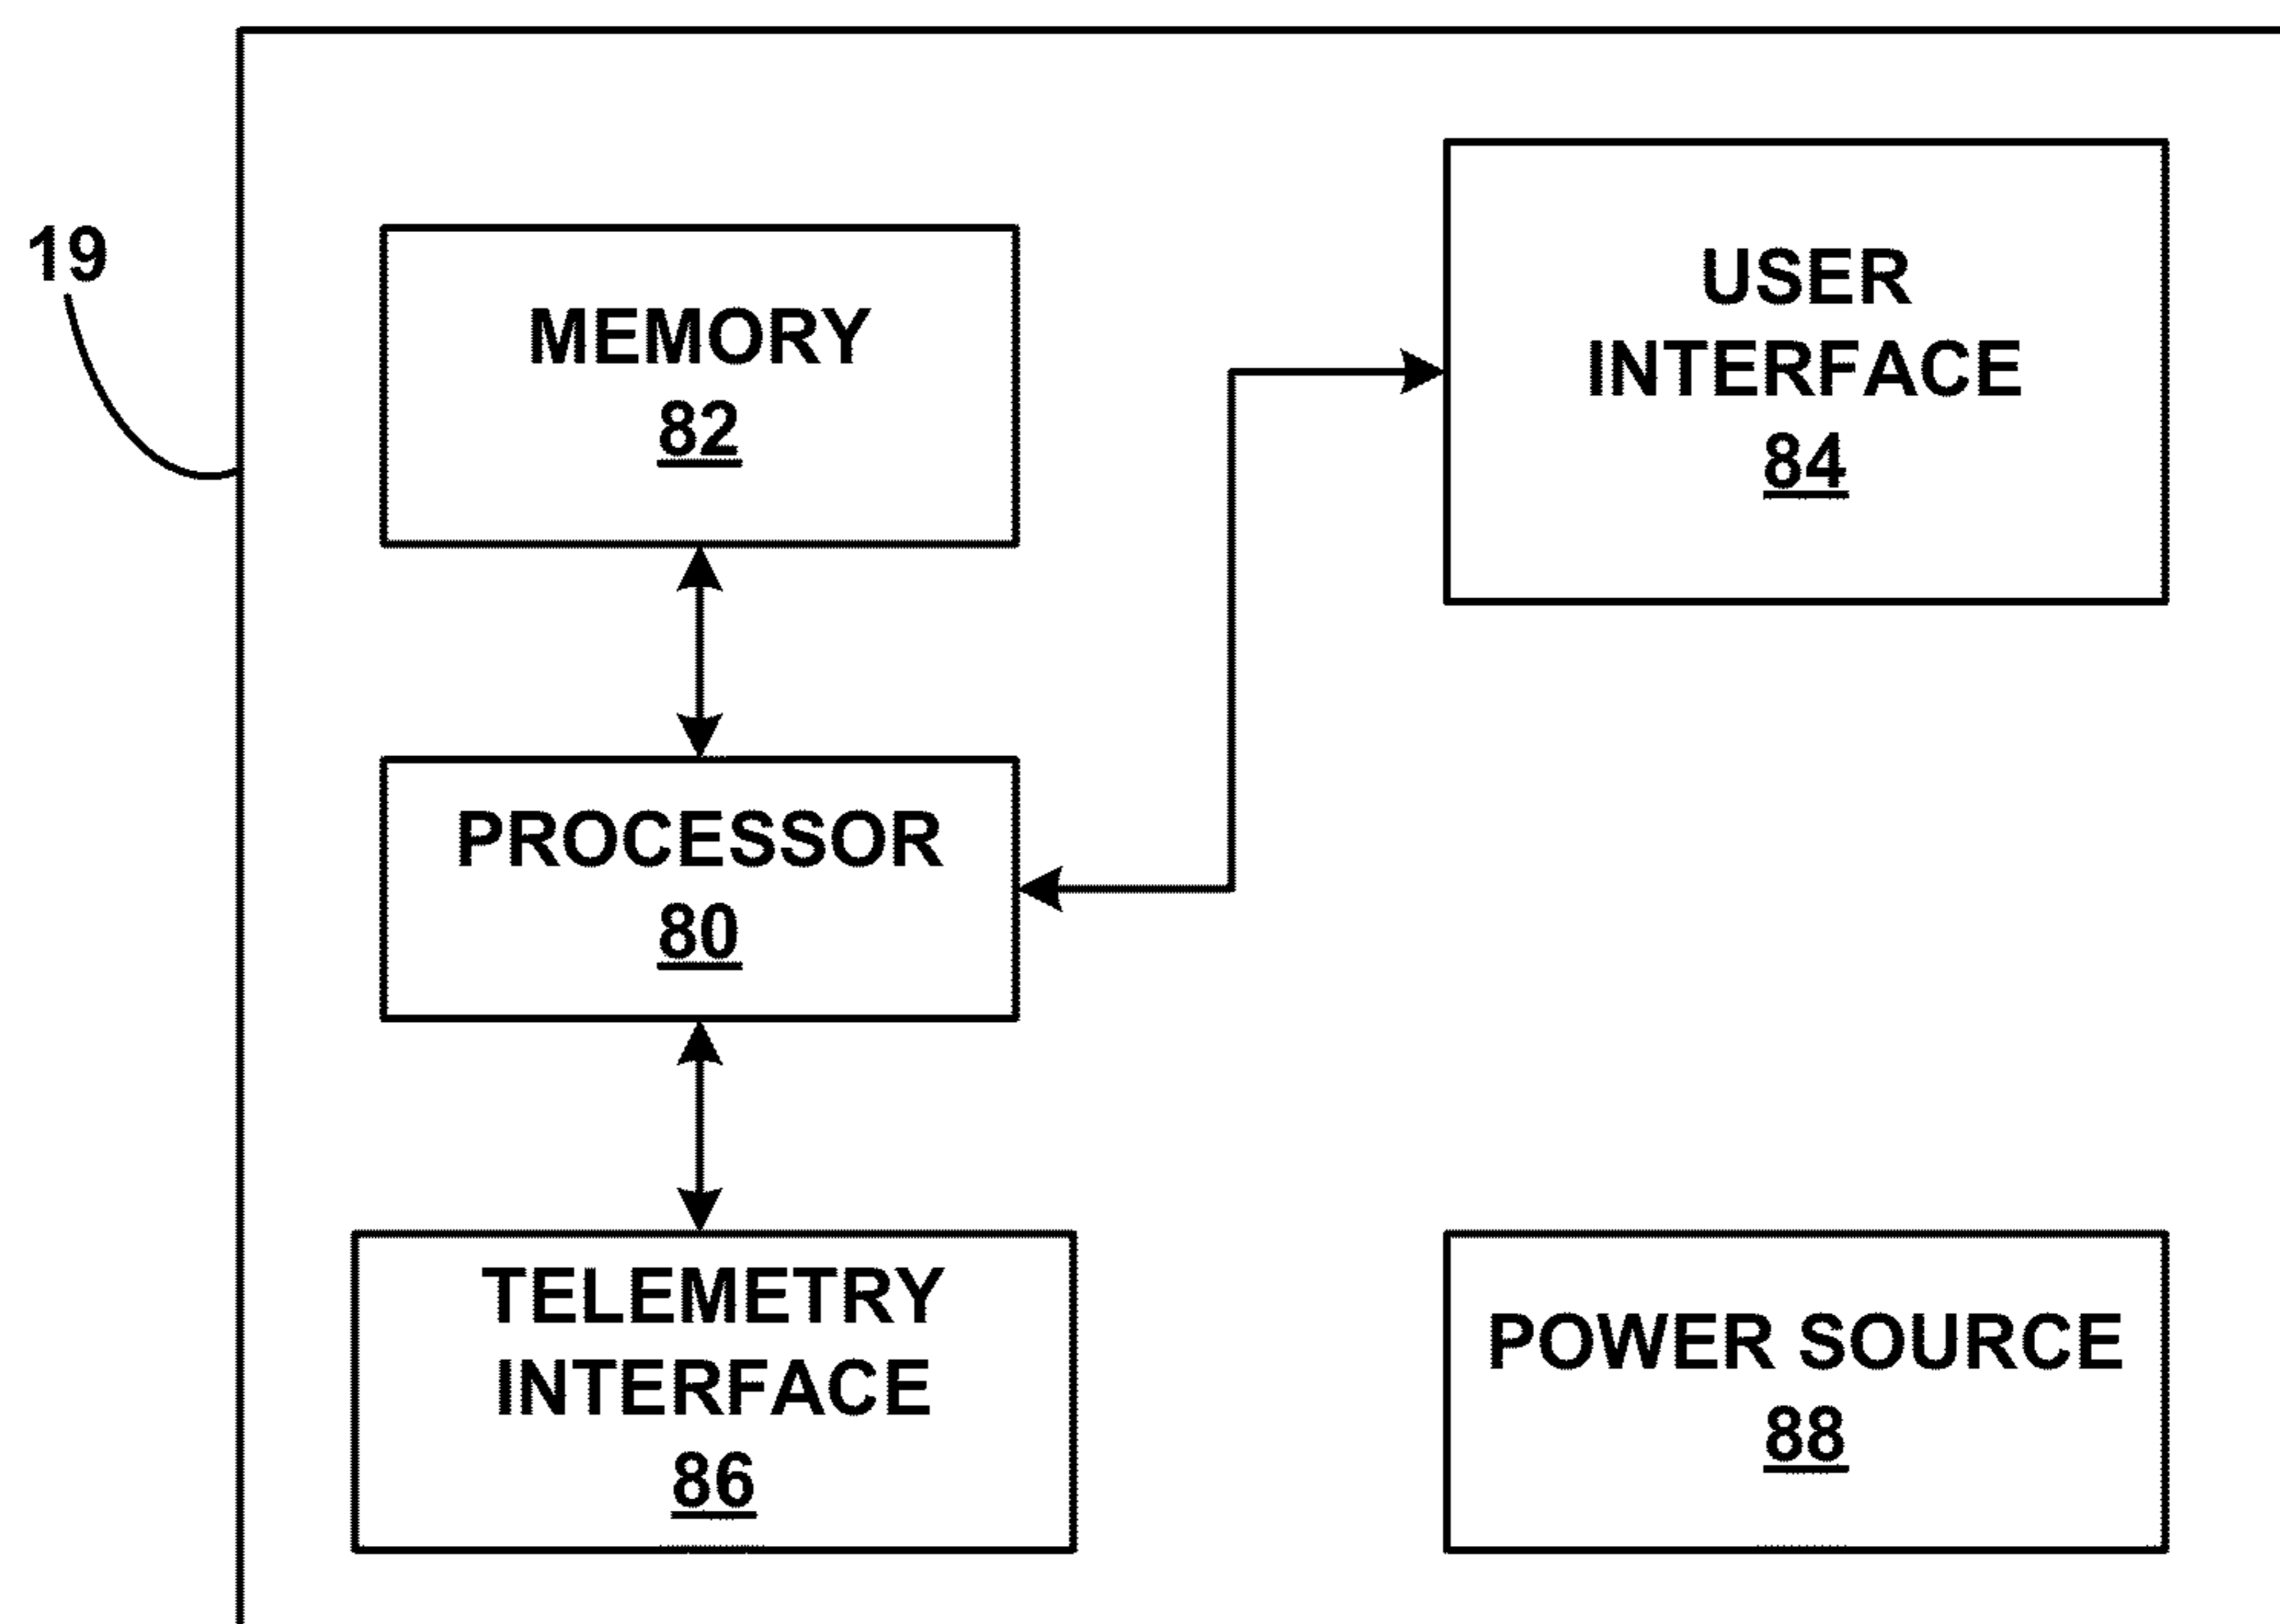 19
MEMORY
82
USER
INTERFACE
84
PROCESSOR
80
TELEMETRY
INTERFACE
86
POWER SOURCE
88